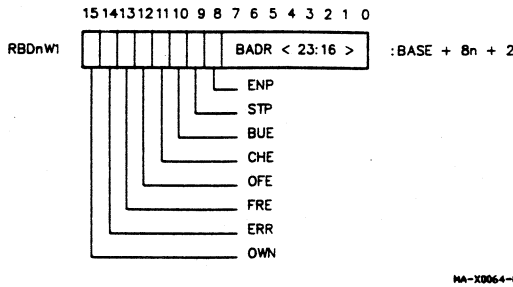 15 14 13 12 11 10 9 8 7 6 5 4 3 2 1 0
RBDnW1 BADR < 23:16 > :BASE + 8n + 2
ENP
STP
BUE
CHE
OFE
FRE
ERR
OWN